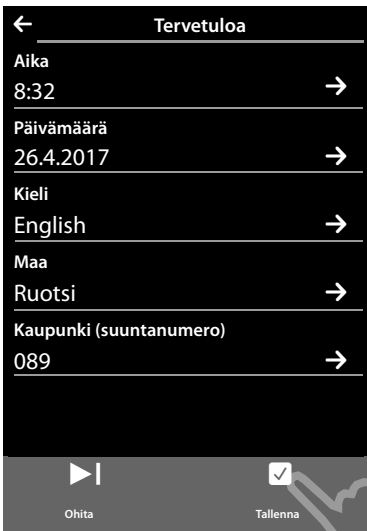 Tervetuloa
Aika
8:32
Päivämäärä
26.4.2017
Kieli
English
Maa
Ruotsi
Kaupunki (suuntanumero)
089
Ohita
Tallenna